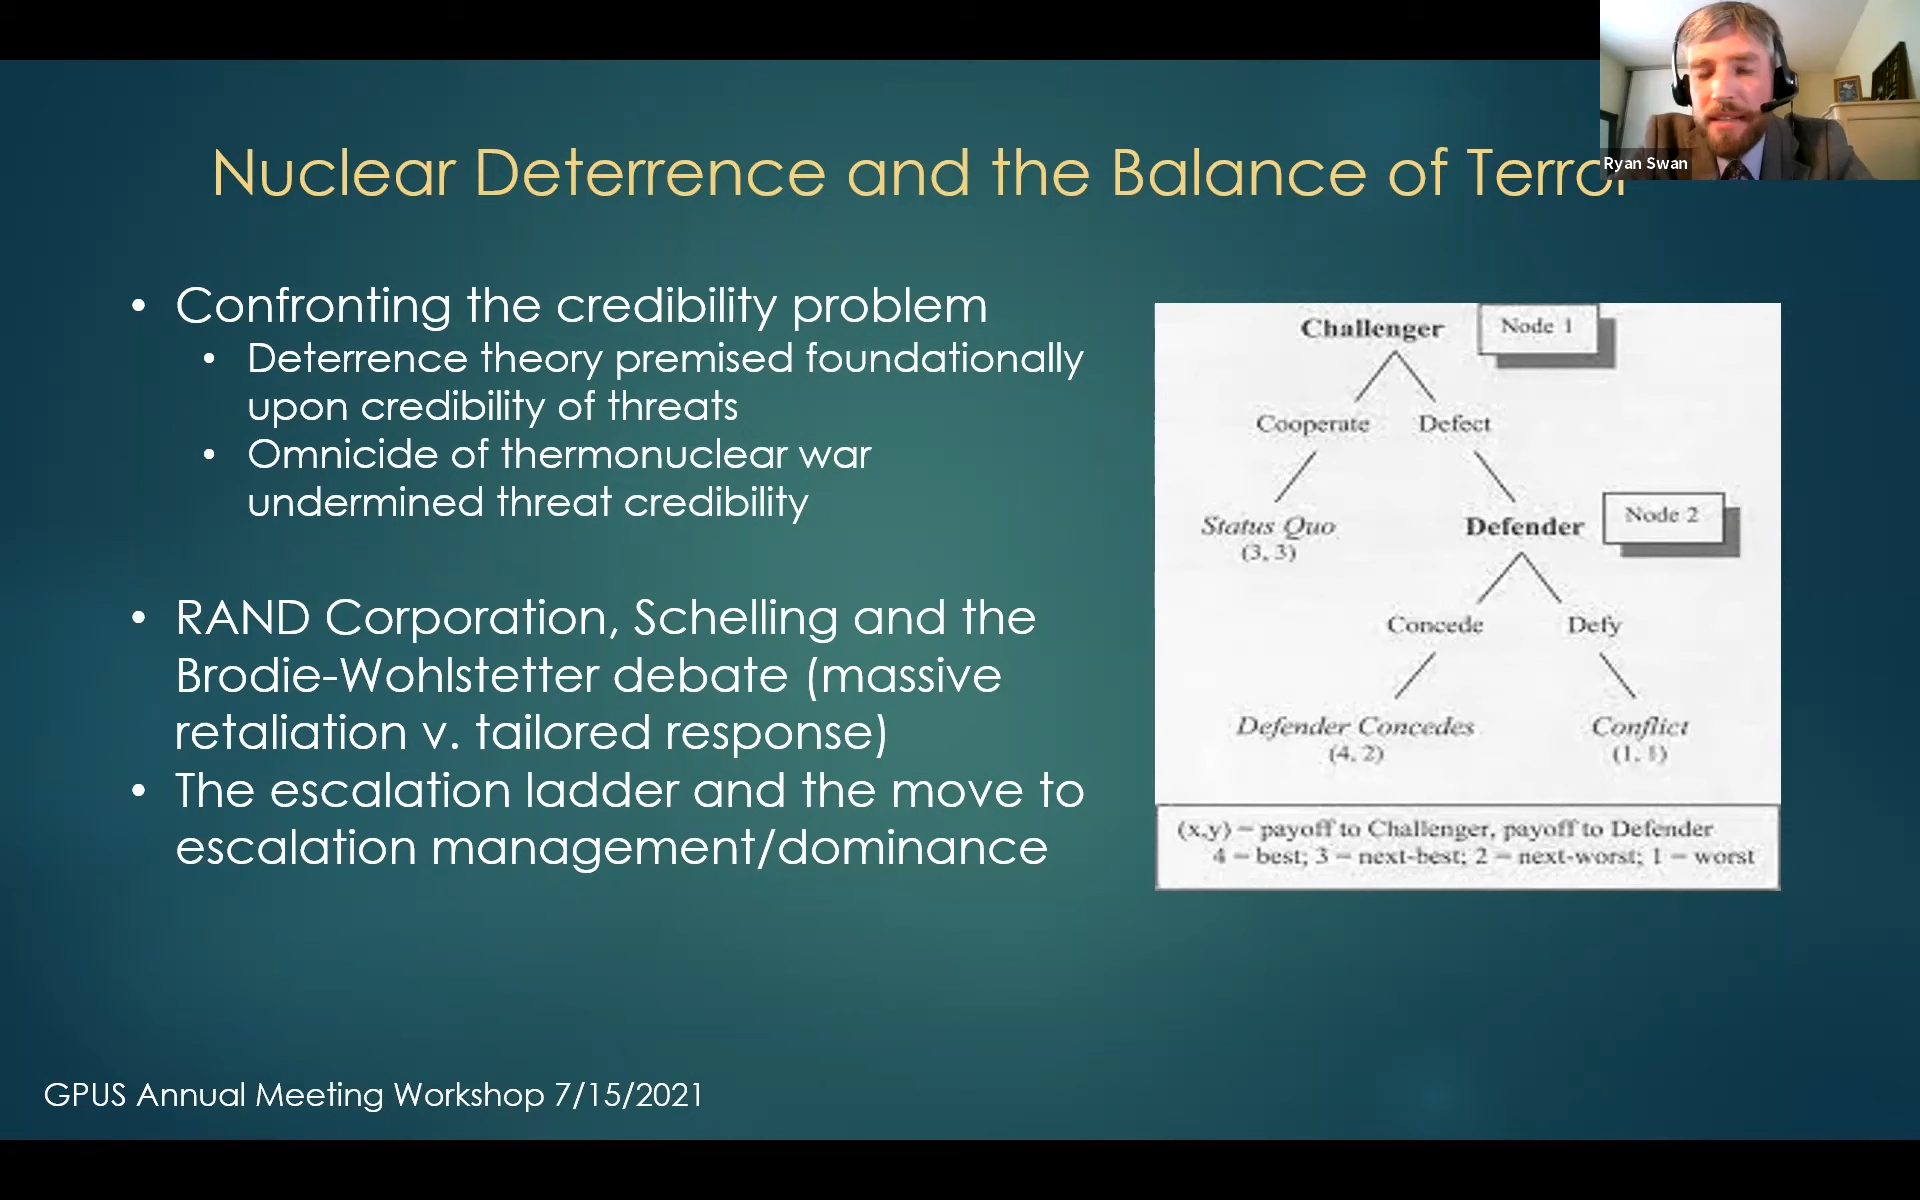 Ryan Swan
Nuclear Deterrence and the Balance of Terror
• Confronting the credibility problem
• Deterrence theory premised foundationally
upon credibility of threats
• Omnicide of thermonuclear war
undermined threat credibility
• RAND Corporation, Schelling and the
Brodie-Wohlstetter debate (massive
retaliation v. tailored response)
• The escalation ladder and the move to
escalation management/dominance
Challenger
Node 1
Cooperate
Defect
Status Quo
(3, 3)
Defender
Node 2
Concede
Defy
Defender Concedes
(4, 2)
Conflict
(1, 1)
(x,y) – payoff to Challenger, payoff to Defender
4 – best; 3 – next-best; 2 – next-worst; 1 – worst
GPUS Annual Meeting Workshop 7/15/2021